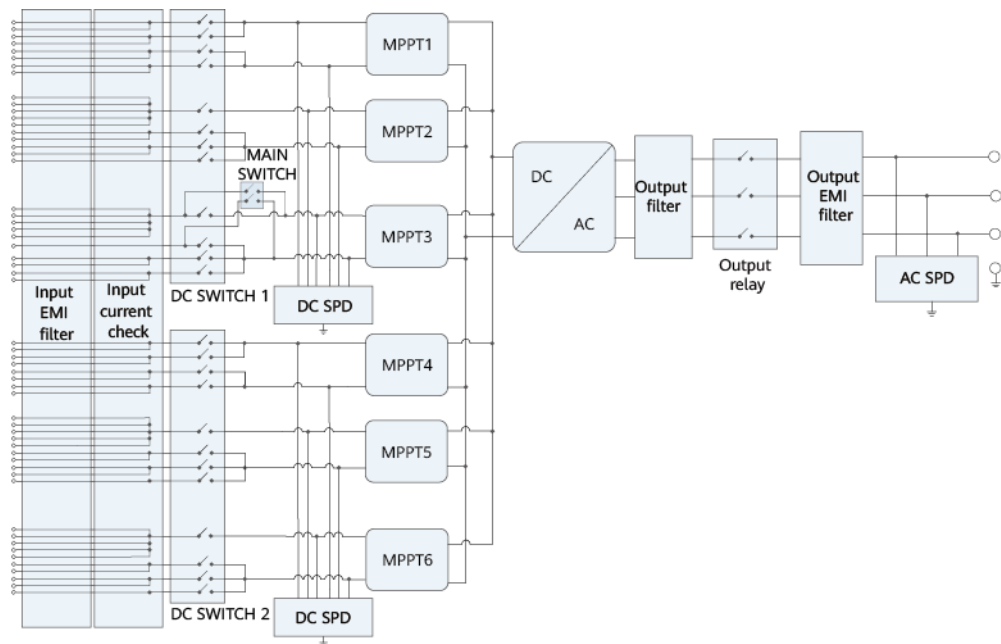 MPPT1
MPPT2
MAIN
SWITCH
MPPT3
DC SWITCH 1
DC SPD
Input
EMI
filter
Input
current
check
MPPT4
MPPT5
MPPT6
DC SWITCH 2
DC SPD
DC
AC
Output
filter
Output
relay
Output
EMI
filter
AC SPD